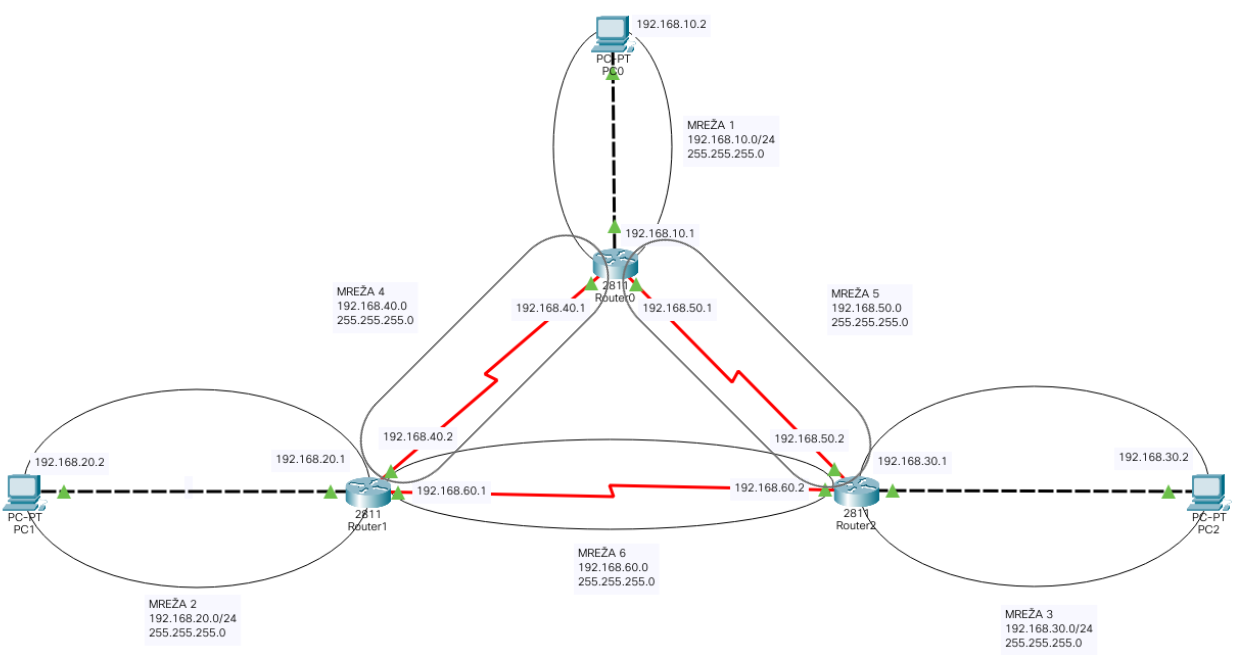 192.168.10.2
PC-PT
PC0
MREŽA 1
192.168.10.0/24
255.255.255.0
192.168.10.1
2811
Router0
MREŽA 4
192.168.40.0
255.255.255.0
192.168.40.1
192.168.50.1
MREŽA 5
192.168.50.0
255.255.255.0
192.168.40.2
192.168.50.2
192.168.20.2
192.168.20.1
192.168.30.1
192.168.30.2
192.168.60.1
192.168.60.2
PC-PT
PC1
2811
Router1
2811
Router2
PC-PT
PC2
MREŽA 6
192.168.60.0
255.255.255.0
MREŽA 2
192.168.20.0/24
255.255.255.0
MREŽA 3
192.168.30.0/24
255.255.255.0